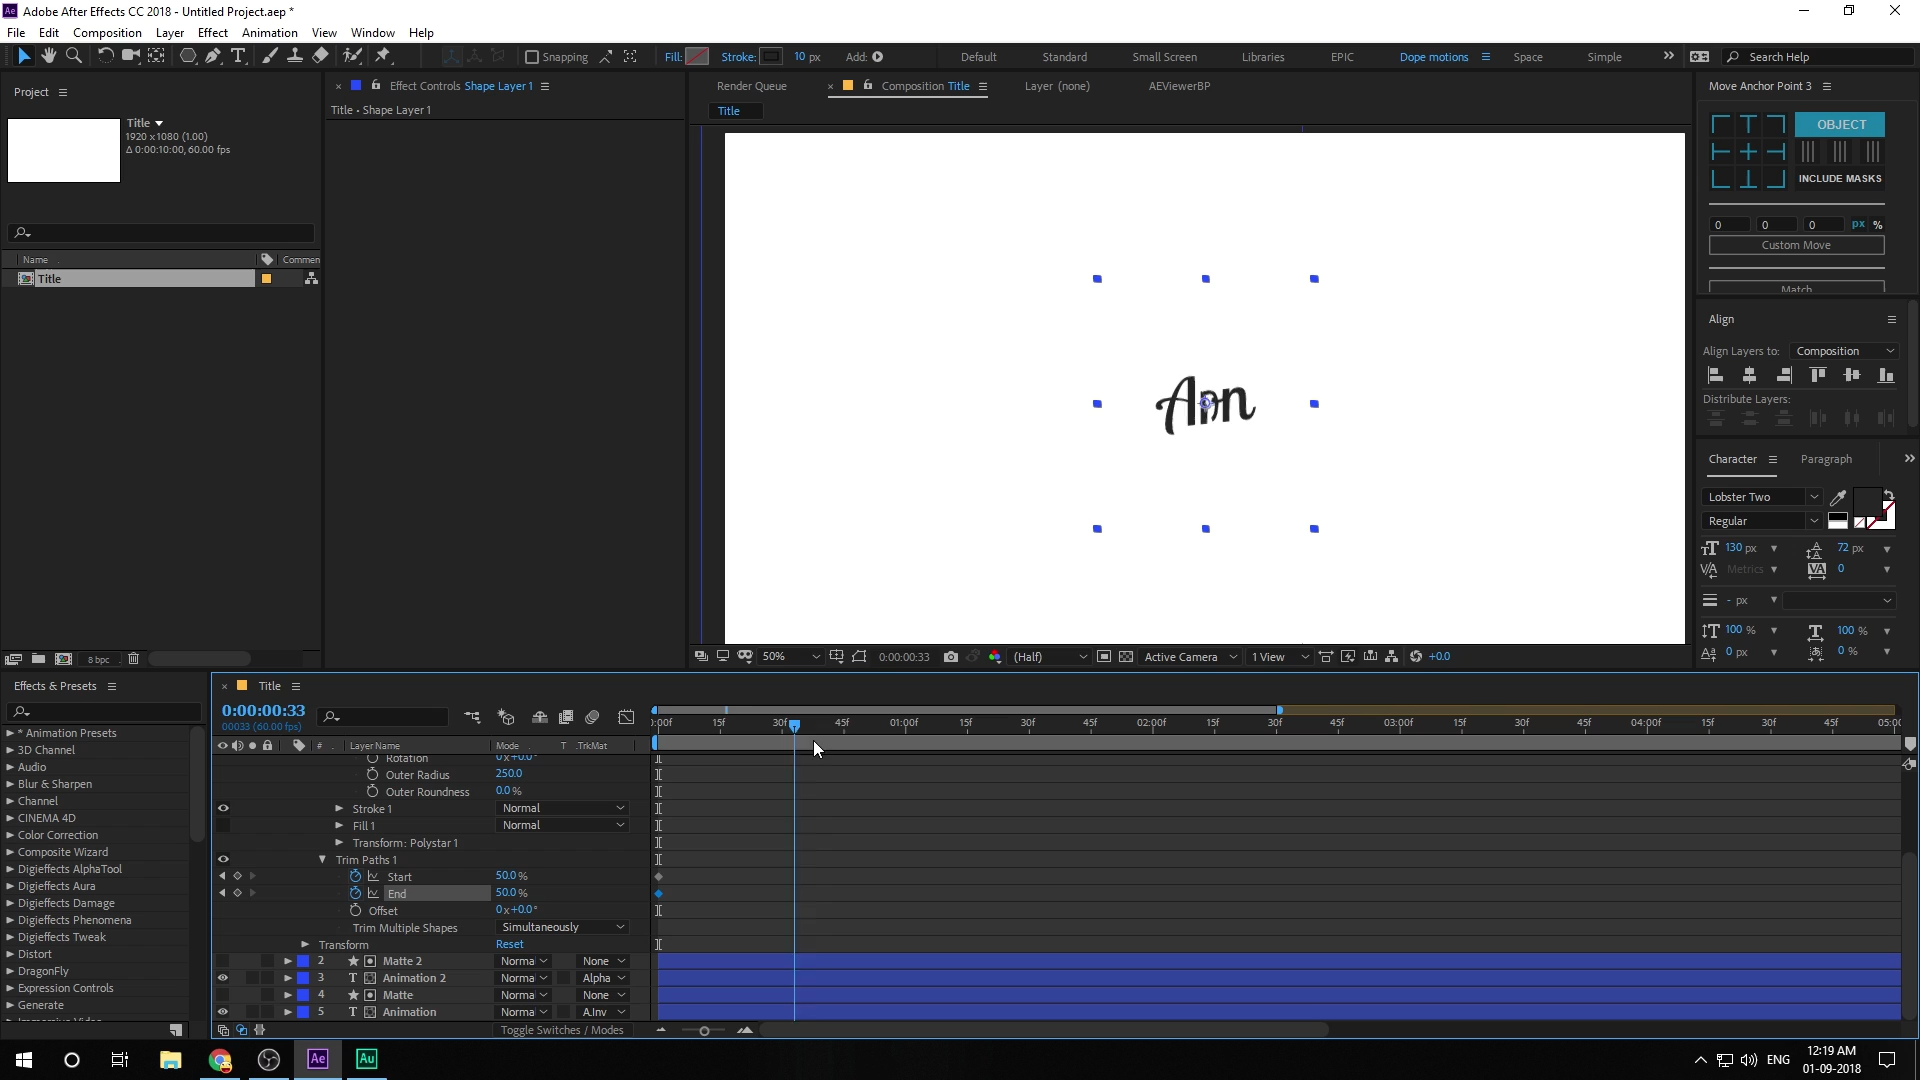 Ae Adobe After Effects CC 2018 - Untitled Project.aep *
File Edit Composition Layer Effect Animation View Window Help
Snapping Fill: Stroke: 10 px Add: Default Standard Small Screen Libraries EPIC Dope motions Space Simple Search Help
Project
Effect Controls Shape Layer 1
Render Queue Composition Title Layer (none) AEViewerBP
Move Anchor Point 3
Title
1920 x 1080 (1.00)
Δ 0:00:10:00, 60.00 fps
Title • Shape Layer 1
Title
OBJECT
INCLUDE MASKS
0 0 0 px %
Custom Move
Match
Name Commen
Title
Align
Align Layers to: Composition
Distribute Layers:
Character Paragraph
Lobster Two
Regular
130 px 72 px
Metrics 0
- px
100 % 100 %
0 px 0 %
8 bpc
50% 0:00:00:33 (Half) Active Camera 1 View +0.0
Effects & Presets
* Animation Presets
3D Channel
Audio
Blur & Sharpen
Channel
CINEMA 4D
Color Correction
Composite Wizard
Digieffects AlphaTool
Digieffects Aura
Digieffects Damage
Digieffects Phenomena
Digieffects Tweak
Distort
DragonFly
Expression Controls
Generate
Title
0:00:00:33
00033 (60.00 fps)
:00f 15f 30f 45f 01:00f 15f 30f 45f 02:00f 15f 30f 45f 03:00f 15f 30f 45f 04:00f 15f 30f 45f 05:00
# Layer Name Mode T .TrkMat
Rotation 0x+0.0°
Outer Radius 250.0
Outer Roundness 0.0 %
Stroke 1 Normal
Fill 1 Normal
Transform: Polystar 1
Trim Paths 1
Start 50.0 %
End 50.0 %
Offset 0x+0.0°
Trim Multiple Shapes Simultaneously
Transform Reset
2 Matte 2 Norma None
3 T Animation 2 Norma Alpha
4 Matte Norma None
5 T Animation Norma A.Inv
Toggle Switches / Modes
Ae Au
ENG
12:19 AM
01-09-2018